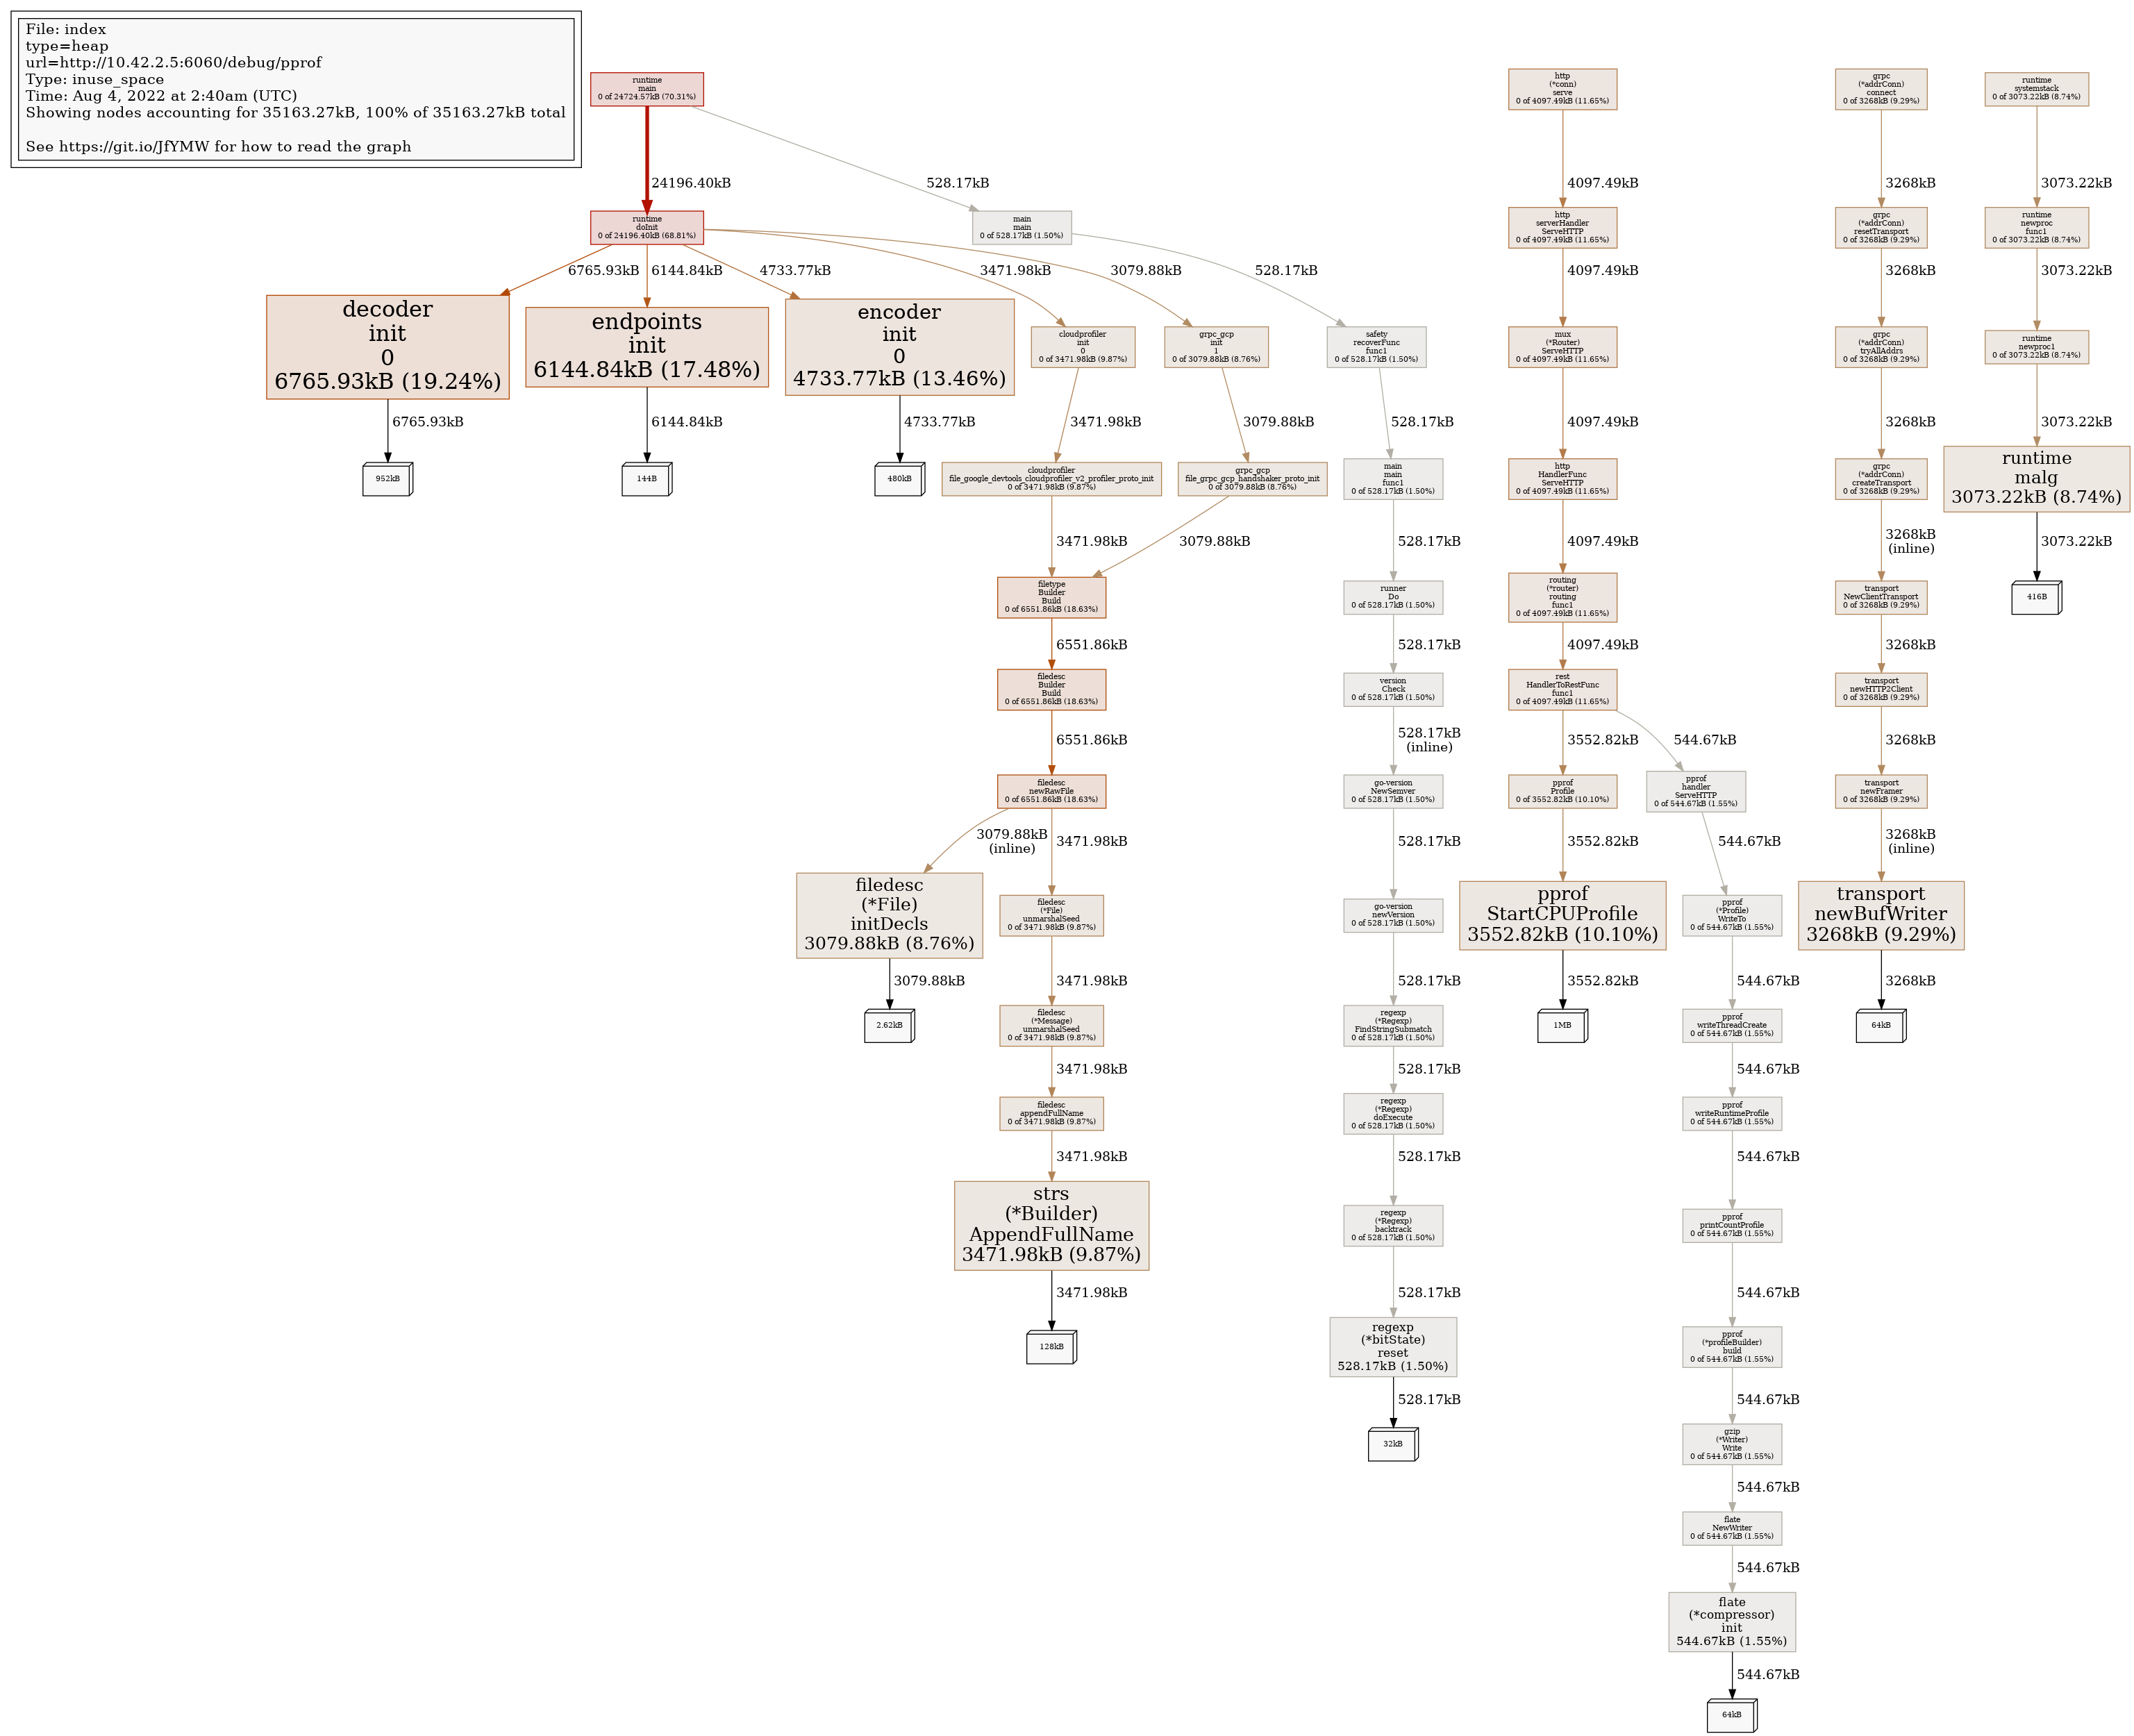 File: index
type=heap
url=http://10.42.2.5:6060/debug/pprof
Type: inuse_space
Time: Aug 4, 2022 at 2:40am (UTC)
Showing nodes accounting for 35163.27kB, 100% of 35163.27kB total
See https://git.io/JfYMW for how to read the graph
runtime
main
0 of 24724.57kB (70.31%)
24196.40kB
528.17kB
runtime
doInit
0 of 24196.40kB (68.81%)
main
main
0 of 528.17kB (1.50%)
6765.93kB
6144.84kB
4733.77kB
3471.98kB
3079.88kB
528.17kB
decoder
init
0
6765.93kB (19.24%)
6765.93kB
952kB
endpoints
init
6144.84kB (17.48%)
6144.84kB
144B
encoder
init
0
4733.77kB (13.46%)
4733.77kB
480kB
cloudprofiler
init
0
0 of 3471.98kB (9.87%)
3471.98kB
cloudprofiler
file_google_devtools_cloudprofiler_v2_profiler_proto_init
0 of 3471.98kB (9.87%)
3471.98kB
grpc_gcp
init
1
0 of 3079.88kB (8.76%)
3079.88kB
grpc_gcp
file_grpc_gcp_handshaker_proto_init
0 of 3079.88kB (8.76%)
3079.88kB
filetype
Builder
Build
0 of 6551.86kB (18.63%)
6551.86kB
filedesc
Builder
Build
0 of 6551.86kB (18.63%)
6551.86kB
filedesc
newRawFile
0 of 6551.86kB (18.63%)
3079.88kB
(inline)
3471.98kB
filedesc
(*File)
initDecls
3079.88kB (8.76%)
3079.88kB
2.62kB
filedesc
(*File)
unmarshalSeed
0 of 3471.98kB (9.87%)
3471.98kB
filedesc
(*Message)
unmarshalSeed
0 of 3471.98kB (9.87%)
3471.98kB
filedesc
appendFullName
0 of 3471.98kB (9.87%)
3471.98kB
strs
(*Builder)
AppendFullName
3471.98kB (9.87%)
3471.98kB
128kB
safety
recoverFunc
func1
0 of 528.17kB (1.50%)
528.17kB
main
main
func1
0 of 528.17kB (1.50%)
528.17kB
runner
Do
0 of 528.17kB (1.50%)
528.17kB
version
Check
0 of 528.17kB (1.50%)
528.17kB
(inline)
go-version
NewSemver
0 of 528.17kB (1.50%)
528.17kB
go-version
newVersion
0 of 528.17kB (1.50%)
528.17kB
regexp
(*Regexp)
FindStringSubmatch
0 of 528.17kB (1.50%)
528.17kB
regexp
(*Regexp)
doExecute
0 of 528.17kB (1.50%)
528.17kB
regexp
(*Regexp)
backtrack
0 of 528.17kB (1.50%)
528.17kB
regexp
(*bitState)
reset
528.17kB (1.50%)
528.17kB
32kB
http
(*conn)
serve
0 of 4097.49kB (11.65%)
4097.49kB
http
serverHandler
ServeHTTP
0 of 4097.49kB (11.65%)
4097.49kB
mux
(*Router)
ServeHTTP
0 of 4097.49kB (11.65%)
4097.49kB
http
HandlerFunc
ServeHTTP
0 of 4097.49kB (11.65%)
4097.49kB
routing
(*router)
routing
func1
0 of 4097.49kB (11.65%)
4097.49kB
rest
HandlerToRestFunc
func1
0 of 4097.49kB (11.65%)
3552.82kB
544.67kB
pprof
Profile
0 of 3552.82kB (10.10%)
3552.82kB
pprof
StartCPUProfile
3552.82kB (10.10%)
3552.82kB
1MB
pprof
handler
ServeHTTP
0 of 544.67kB (1.55%)
544.67kB
pprof
(*Profile)
WriteTo
0 of 544.67kB (1.55%)
544.67kB
pprof
writeThreadCreate
0 of 544.67kB (1.55%)
544.67kB
pprof
writeRuntimeProfile
0 of 544.67kB (1.55%)
544.67kB
pprof
printCountProfile
0 of 544.67kB (1.55%)
544.67kB
pprof
(*profileBuilder)
build
0 of 544.67kB (1.55%)
544.67kB
gzip
(*Writer)
Write
0 of 544.67kB (1.55%)
544.67kB
flate
NewWriter
0 of 544.67kB (1.55%)
544.67kB
flate
(*compressor)
init
544.67kB (1.55%)
544.67kB
64kB
grpc
(*addrConn)
connect
0 of 3268kB (9.29%)
3268kB
grpc
(*addrConn)
resetTransport
0 of 3268kB (9.29%)
3268kB
grpc
(*addrConn)
tryAllAddrs
0 of 3268kB (9.29%)
3268kB
grpc
(*addrConn)
createTransport
0 of 3268kB (9.29%)
3268kB
(inline)
transport
NewClientTransport
0 of 3268kB (9.29%)
3268kB
transport
newHTTP2Client
0 of 3268kB (9.29%)
3268kB
transport
newFramer
0 of 3268kB (9.29%)
3268kB
(inline)
transport
newBufWriter
3268kB (9.29%)
3268kB
64kB
runtime
systemstack
0 of 3073.22kB (8.74%)
3073.22kB
runtime
newproc
func1
0 of 3073.22kB (8.74%)
3073.22kB
runtime
newproc1
0 of 3073.22kB (8.74%)
3073.22kB
runtime
malg
3073.22kB (8.74%)
3073.22kB
416B